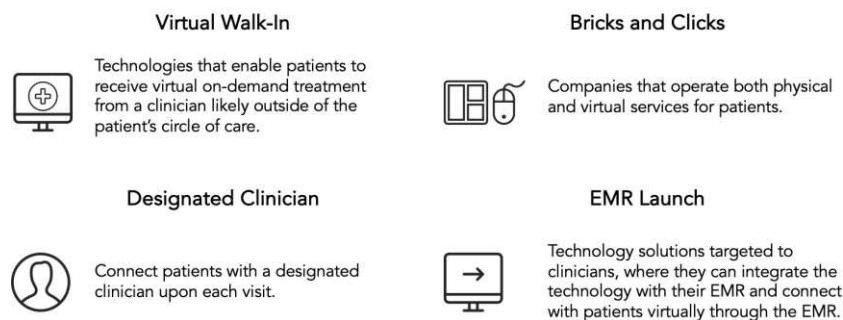 Virtual Walk-In
Technologies that enable patients to
receive virtual on-demand treatment
from a clinician likely outside of the
patient's circle of care.
Bricks and Clicks
Companies that operate both physical
and virtual services for patients.
Designated Clinician
Connect patients with a designated
clinician upon each visit.
EMR Launch
Technology solutions targeted to
clinicians, where they can integrate the
technology with their EMR and connect
with patients virtually through the EMR.